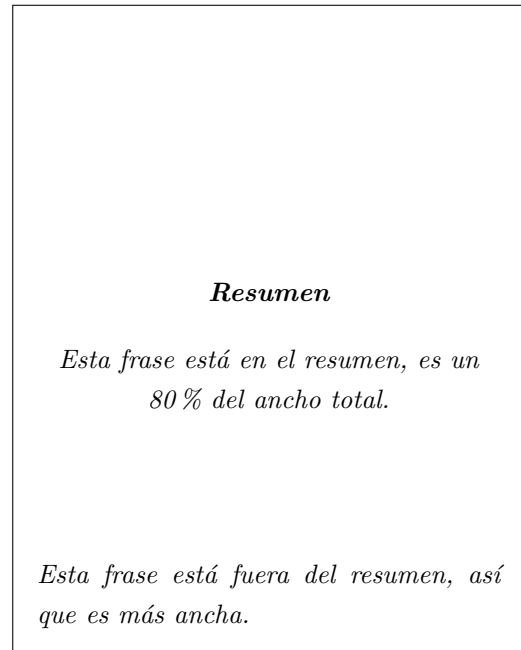 Resumen
Esta frase está en el resumen, es un
80 % del ancho total.
Esta frase está fuera del resumen, así
que es más ancha.